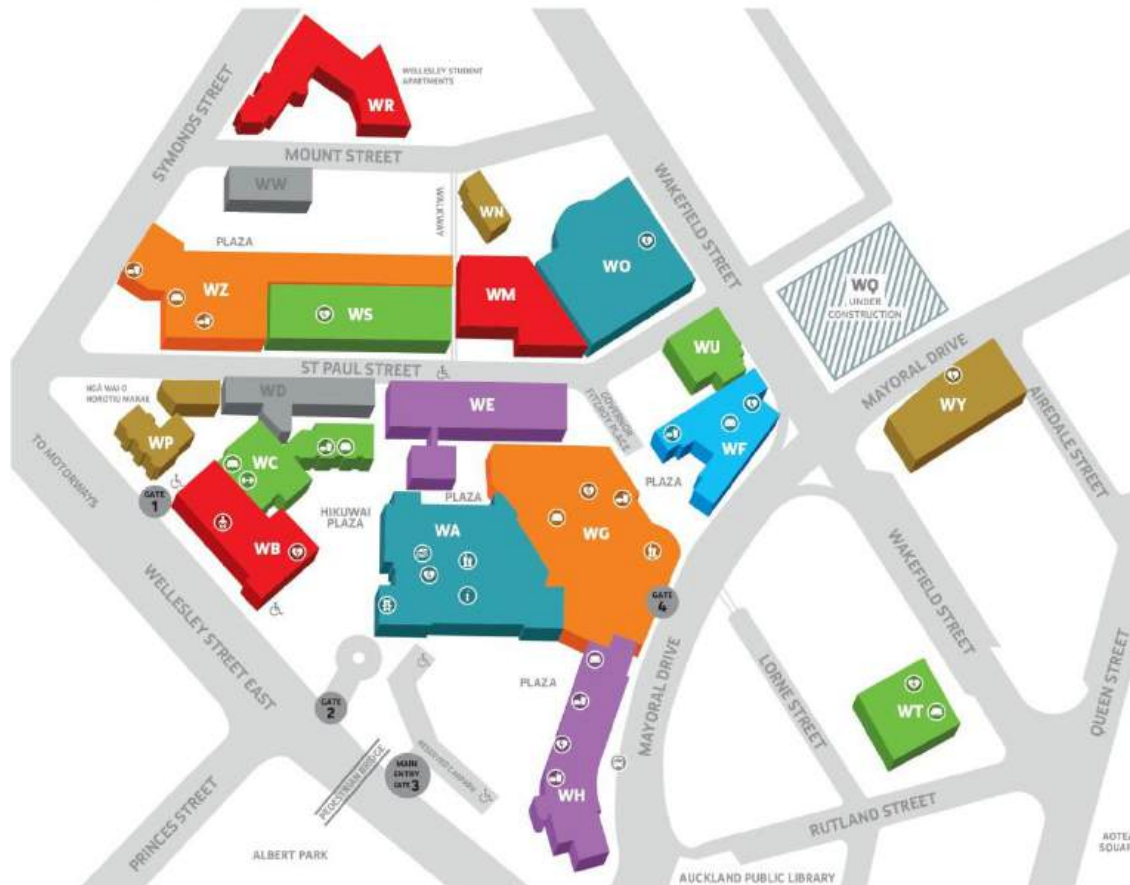 WR
WELLESLEY STUDENT
APARTMENTS
SYMONDS STREET
MOUNT STREET
WW
WALKWAY
WN
WAKEFIELD STREET
PLAZA
WO
WZ
WS
WM
WQ
UNDER
CONSTRUCTION
MAYORAL DRIVE
ST PAUL STREET
WU
NGĀ WAI O
HOROTIU MARAE
WD
WE
GOVERNOR
FITZROY PLACE
WY
AIREDALE STREET
WP
WC
WF
TO MOTORWAYS
GATE
1
PLAZA
PLAZA
HIKUWAI
PLAZA
WA
WG
WB
i
GATE
4
WAKEFIELD STREET
WELLESLEY STREET EAST
PLAZA
MAYORAL DRIVE
LORNE STREET
QUEEN STREET
WT
GATE
2
RESERVED CARPARK
PEDESTRIAN BRIDGE
MAIN
ENTRY
GATE 3
WH
PRINCES STREET
RUTLAND STREET
ALBERT PARK
AUCKLAND PUBLIC LIBRARY
AOTEA
SQUAR